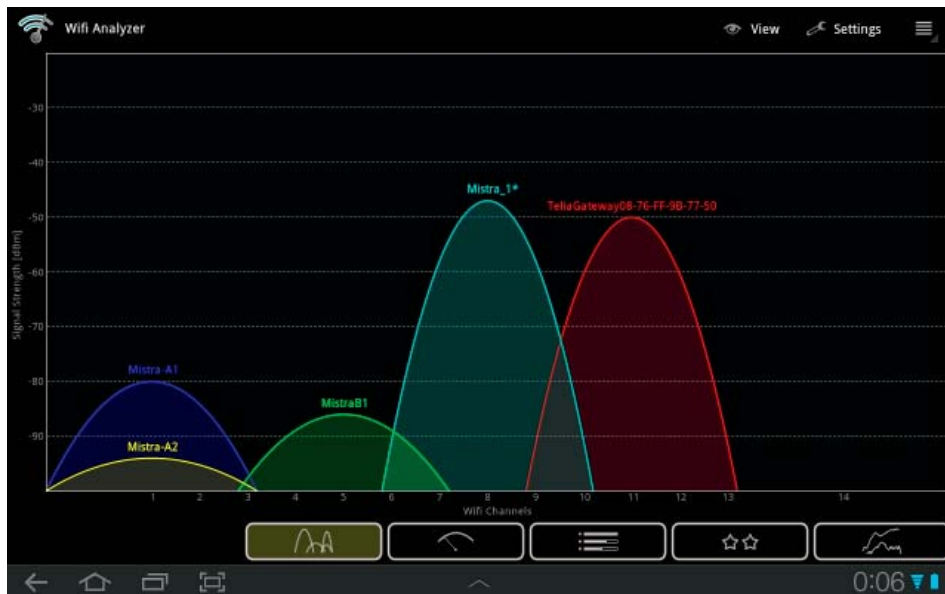 Wifi Analyzer
View
Settings
-30
-40
-50
-60
-70
-80
-90
Signal Strength [dBm]
Mistra_1*
TeliaGateway08-76-FF-9B-77-50
Mistra-A1
MistraB1
Mistra-A2
1 2 3 4 5 6 7 8 9 10 11 12 13 14
Wifi Channels
0:06